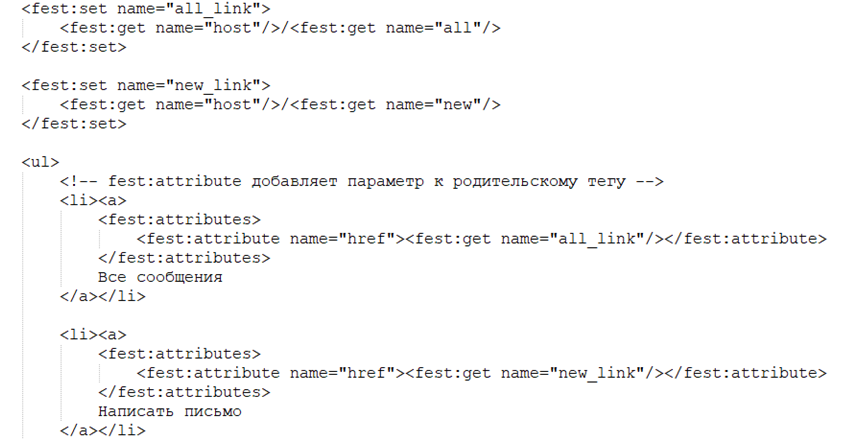 <fest:set name="all_link">
<fest:get name="host"/>/<fest:get name="all"/>
</fest:set>
<fest:set name="new_link">
<fest:get name="host"/>/<fest:get name="new"/>
</fest:set>
<ul>
<!-- fest:attribute добавляет параметр к родительскому тегу -->
<li><a>
<fest:attributes>
<fest:attribute name="href"><fest:get name="all_link"/></fest:attribute>
</fest:attributes>
Все сообщения
</a></li>
<li><a>
<fest:attributes>
<fest:attribute name="href"><fest:get name="new_link"/></fest:attribute>
</fest:attributes>
Написать письмо
</a></li>